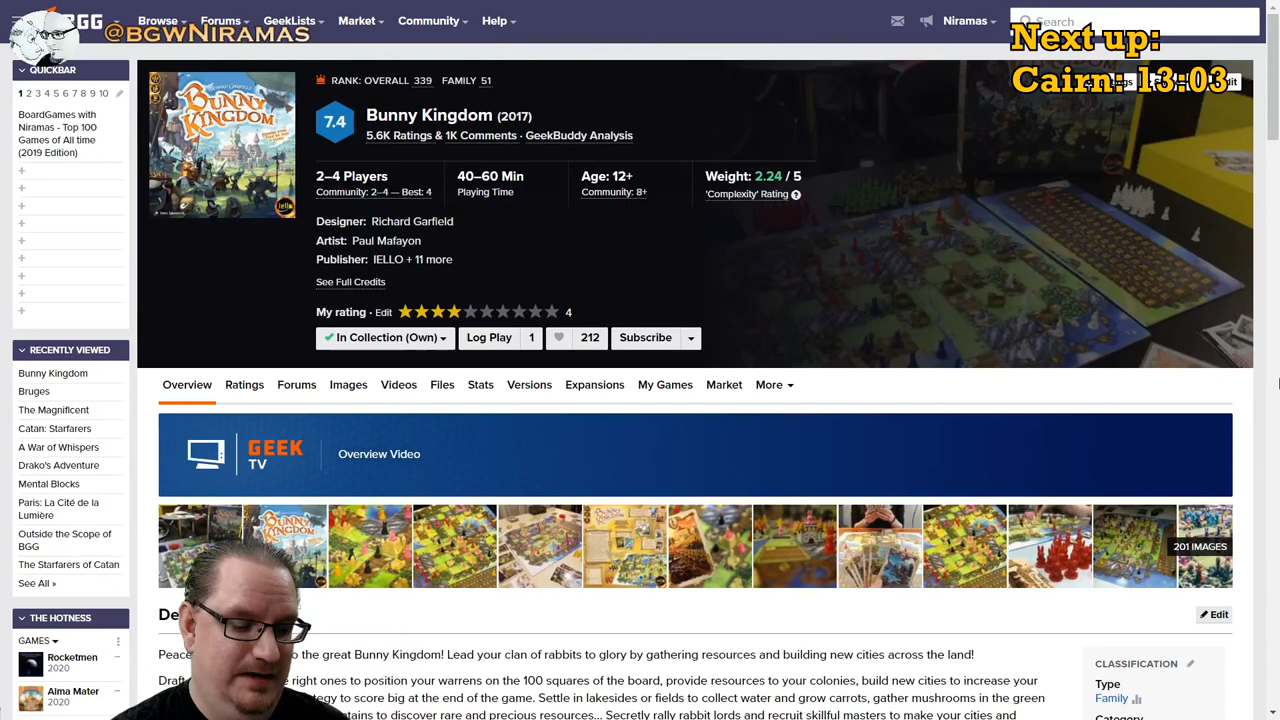 BGG
Browse Forums GeekLists Market Community Help
Niramas
Search
@BGWNIRAMAS
Next up:
Cairn: 13:03
QUICKBAR
1 2 3 4 5 6 7 8 9 10
BoardGames with
Niramas - Top 100
Games of All time
(2019 Edition)
BUNNY
KINGDOM
iello
RANK: OVERALL 339 FAMILY 51
7.4
Bunny Kingdom (2017)
5.6K Ratings & 1K Comments · GeekBuddy Analysis
2–4 Players
Community: 2–4 — Best: 4
40–60 Min
Playing Time
Age: 12+
Community: 8+
Weight: 2.24 / 5
'Complexity' Rating
Designer: Richard Garfield
Artist: Paul Mafayon
Publisher: IELLO + 11 more
See Full Credits
My rating · Edit
4
In Collection (Own)
Log Play 1
212
Subscribe
RECENTLY VIEWED
Bunny Kingdom
Bruges
The Magnificent
Catan: Starfarers
A War of Whispers
Drako's Adventure
Mental Blocks
Paris: La Cité de la
Lumière
Outside the Scope of
BGG
The Starfarers of Catan
See All »
Overview Ratings Forums Images Videos Files Stats Versions Expansions My Games Market More
GEEK
TV
Overview Video
201 IMAGES
THE HOTNESS
GAMES
Rocketmen
2020
Alma Mater
2020
Edit
to the great Bunny Kingdom! Lead your clan of rabbits to glory by gathering resources and building new cities across the land!
right ones to position your warrens on the 100 squares of the board, provide resources to your colonies, build new cities to increase your
to score big at the end of the game. Settle in lakesides or fields to collect water and grow carrots, gather mushrooms in the green
to discover rare and precious resources... Secretly rally rabbit lords and recruit skillful masters to make your cities and
CLASSIFICATION
Type
Family
Category